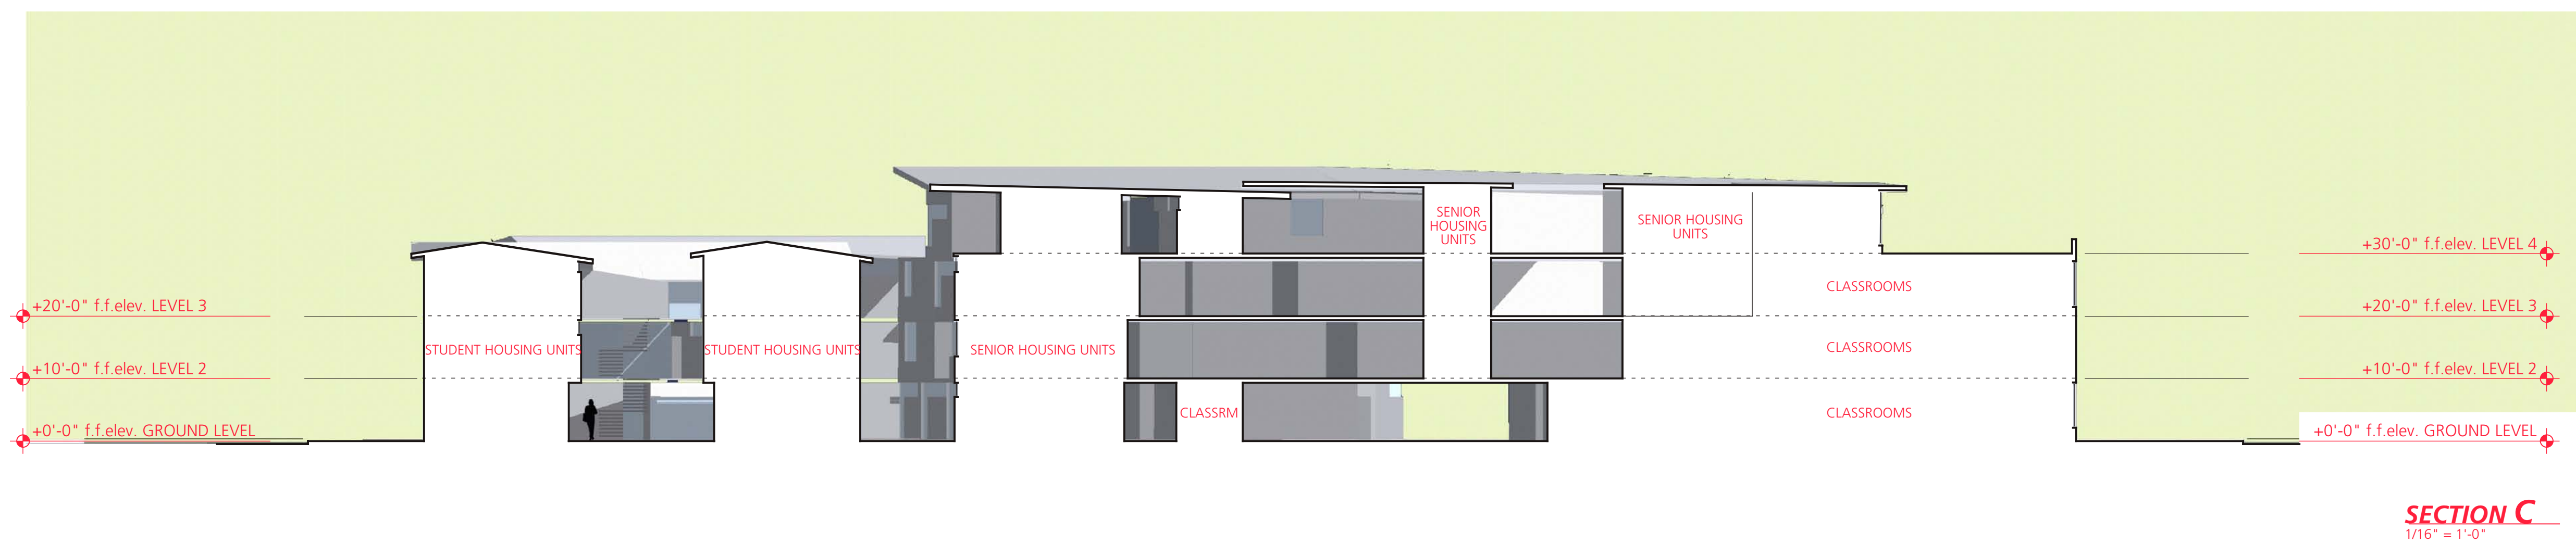 SENIOR
HOUSING
UNITS
SENIOR HOUSING
UNITS
+30'-0" f.f.elev. LEVEL 4
CLASSROOMS
+20'-0" f.f.elev. LEVEL 3
+20'-0" f.f.elev. LEVEL 3
STUDENT HOUSING UNITS
STUDENT HOUSING UNITS
SENIOR HOUSING UNITS
CLASSROOMS
+10'-0" f.f.elev. LEVEL 2
+10'-0" f.f.elev. LEVEL 2
CLASSRM
CLASSROOMS
+0'-0" f.f.elev. GROUND LEVEL
+0'-0" f.f.elev. GROUND LEVEL
SECTION C
1/16" = 1'-0"